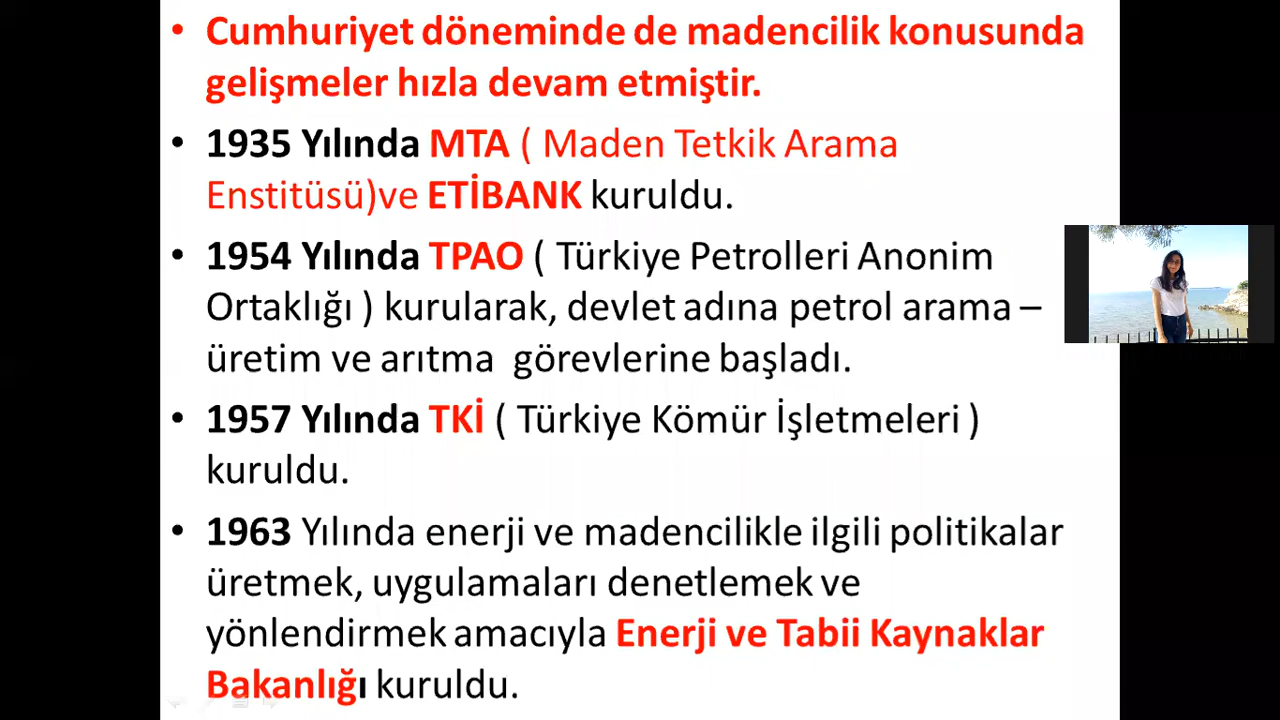 • Cumhuriyet döneminde de madencilik konusunda
gelişmeler hızla devam etmiştir.
• 1935 Yılında MTA ( Maden Tetkik Arama
Enstitüsü)ve ETİBANK kuruldu.
• 1954 Yılında TPAO ( Türkiye Petrolleri Anonim
Ortaklığı ) kurularak, devlet adına petrol arama –
üretim ve arıtma görevlerine başladı.
• 1957 Yılında TKİ ( Türkiye Kömür İşletmeleri )
kuruldu.
• 1963 Yılında enerji ve madencilikle ilgili politikalar
üretmek, uygulamaları denetlemek ve
yönlendirmek amacıyla Enerji ve Tabii Kaynaklar
Bakanlığı kuruldu.